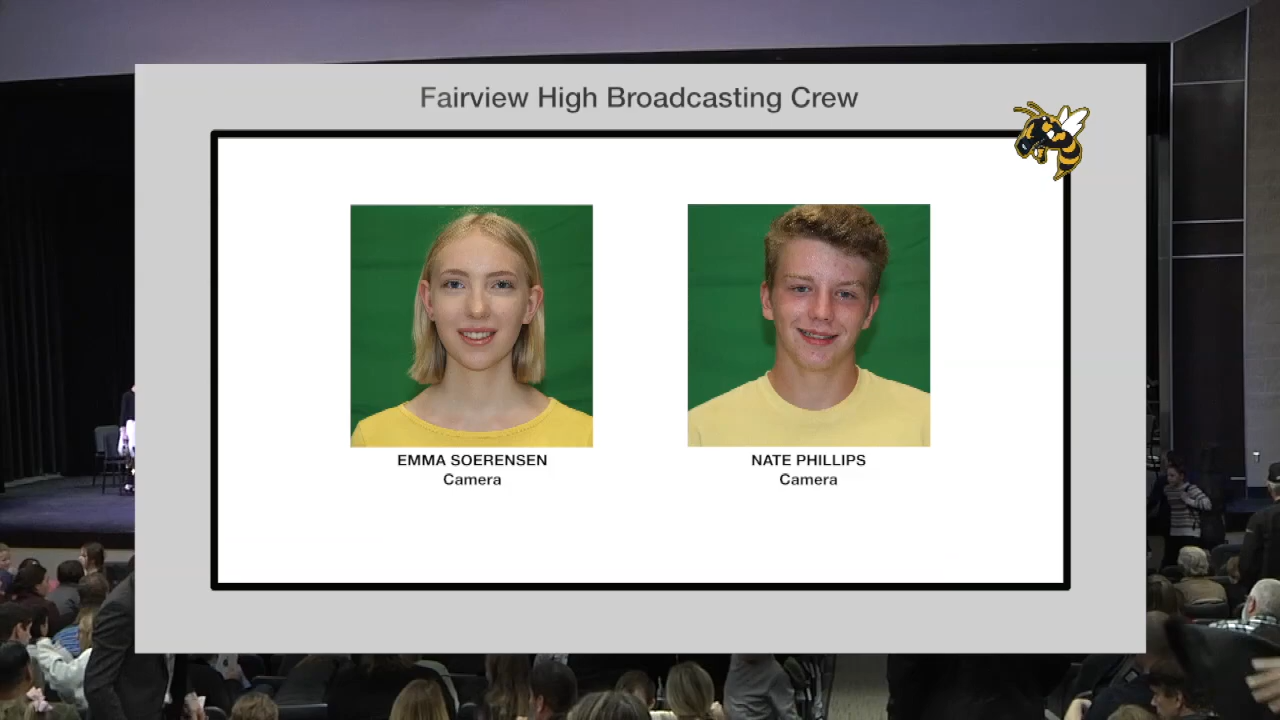 Fairview High Broadcasting Crew
EMMA SOERENSEN
Camera
NATE PHILLIPS
Camera